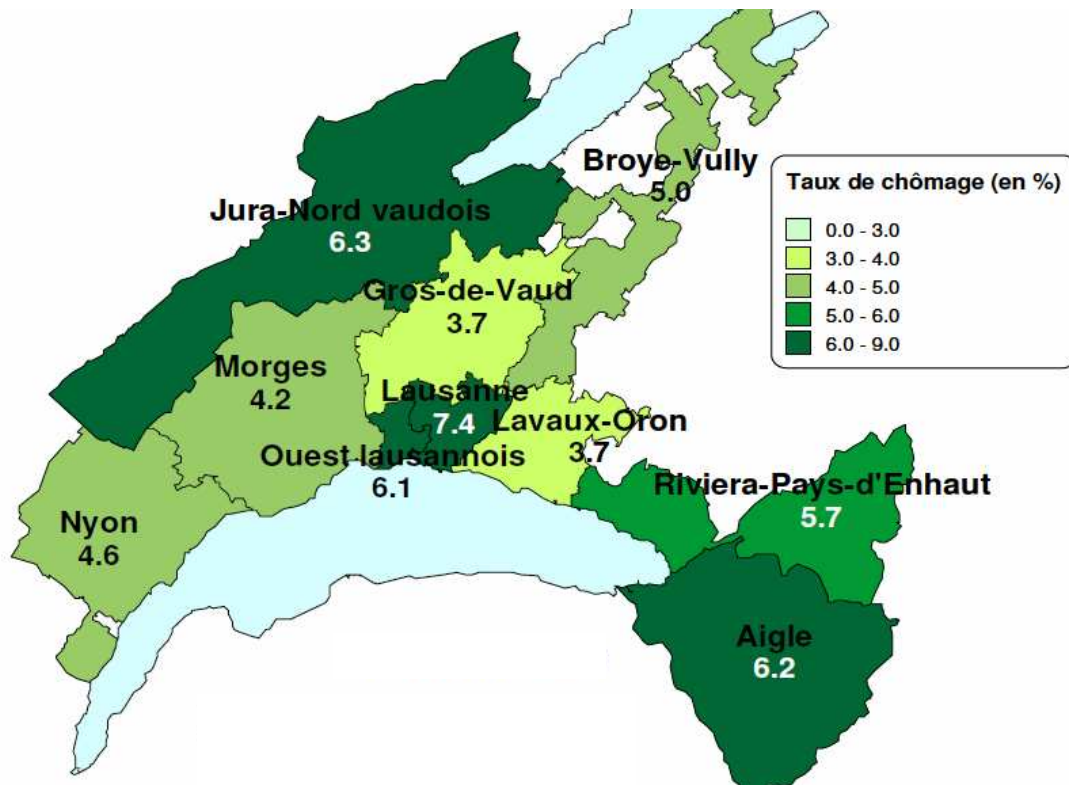 Broye-Vully
5.0
Taux de chômage (en %)
0.0 - 3.0
3.0 - 4.0
4.0 - 5.0
5.0 - 6.0
6.0 - 9.0
Jura-Nord vaudois
6.3
Gros-de-Vaud
3.7
Morges
4.2
Lausanne
7.4
Lavaux-Oron
3.7
Ouest lausannois
6.1
Riviera-Pays-d'Enhaut
5.7
Nyon
4.6
Aigle
6.2